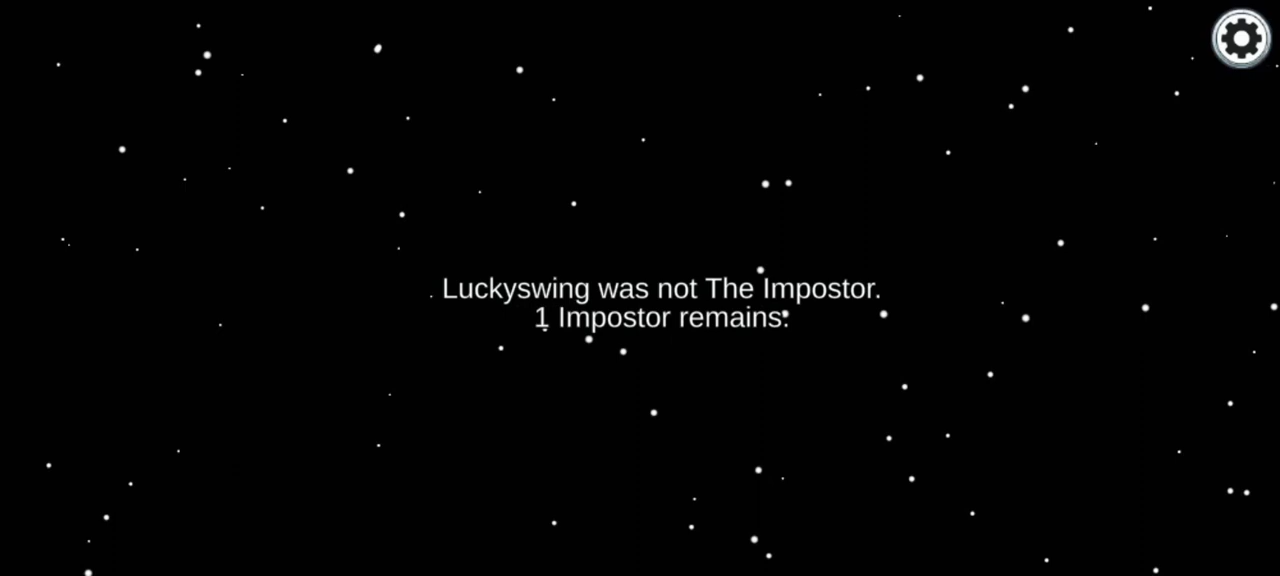 Luckyswing was not The Impostor.
1 Impostor remains.